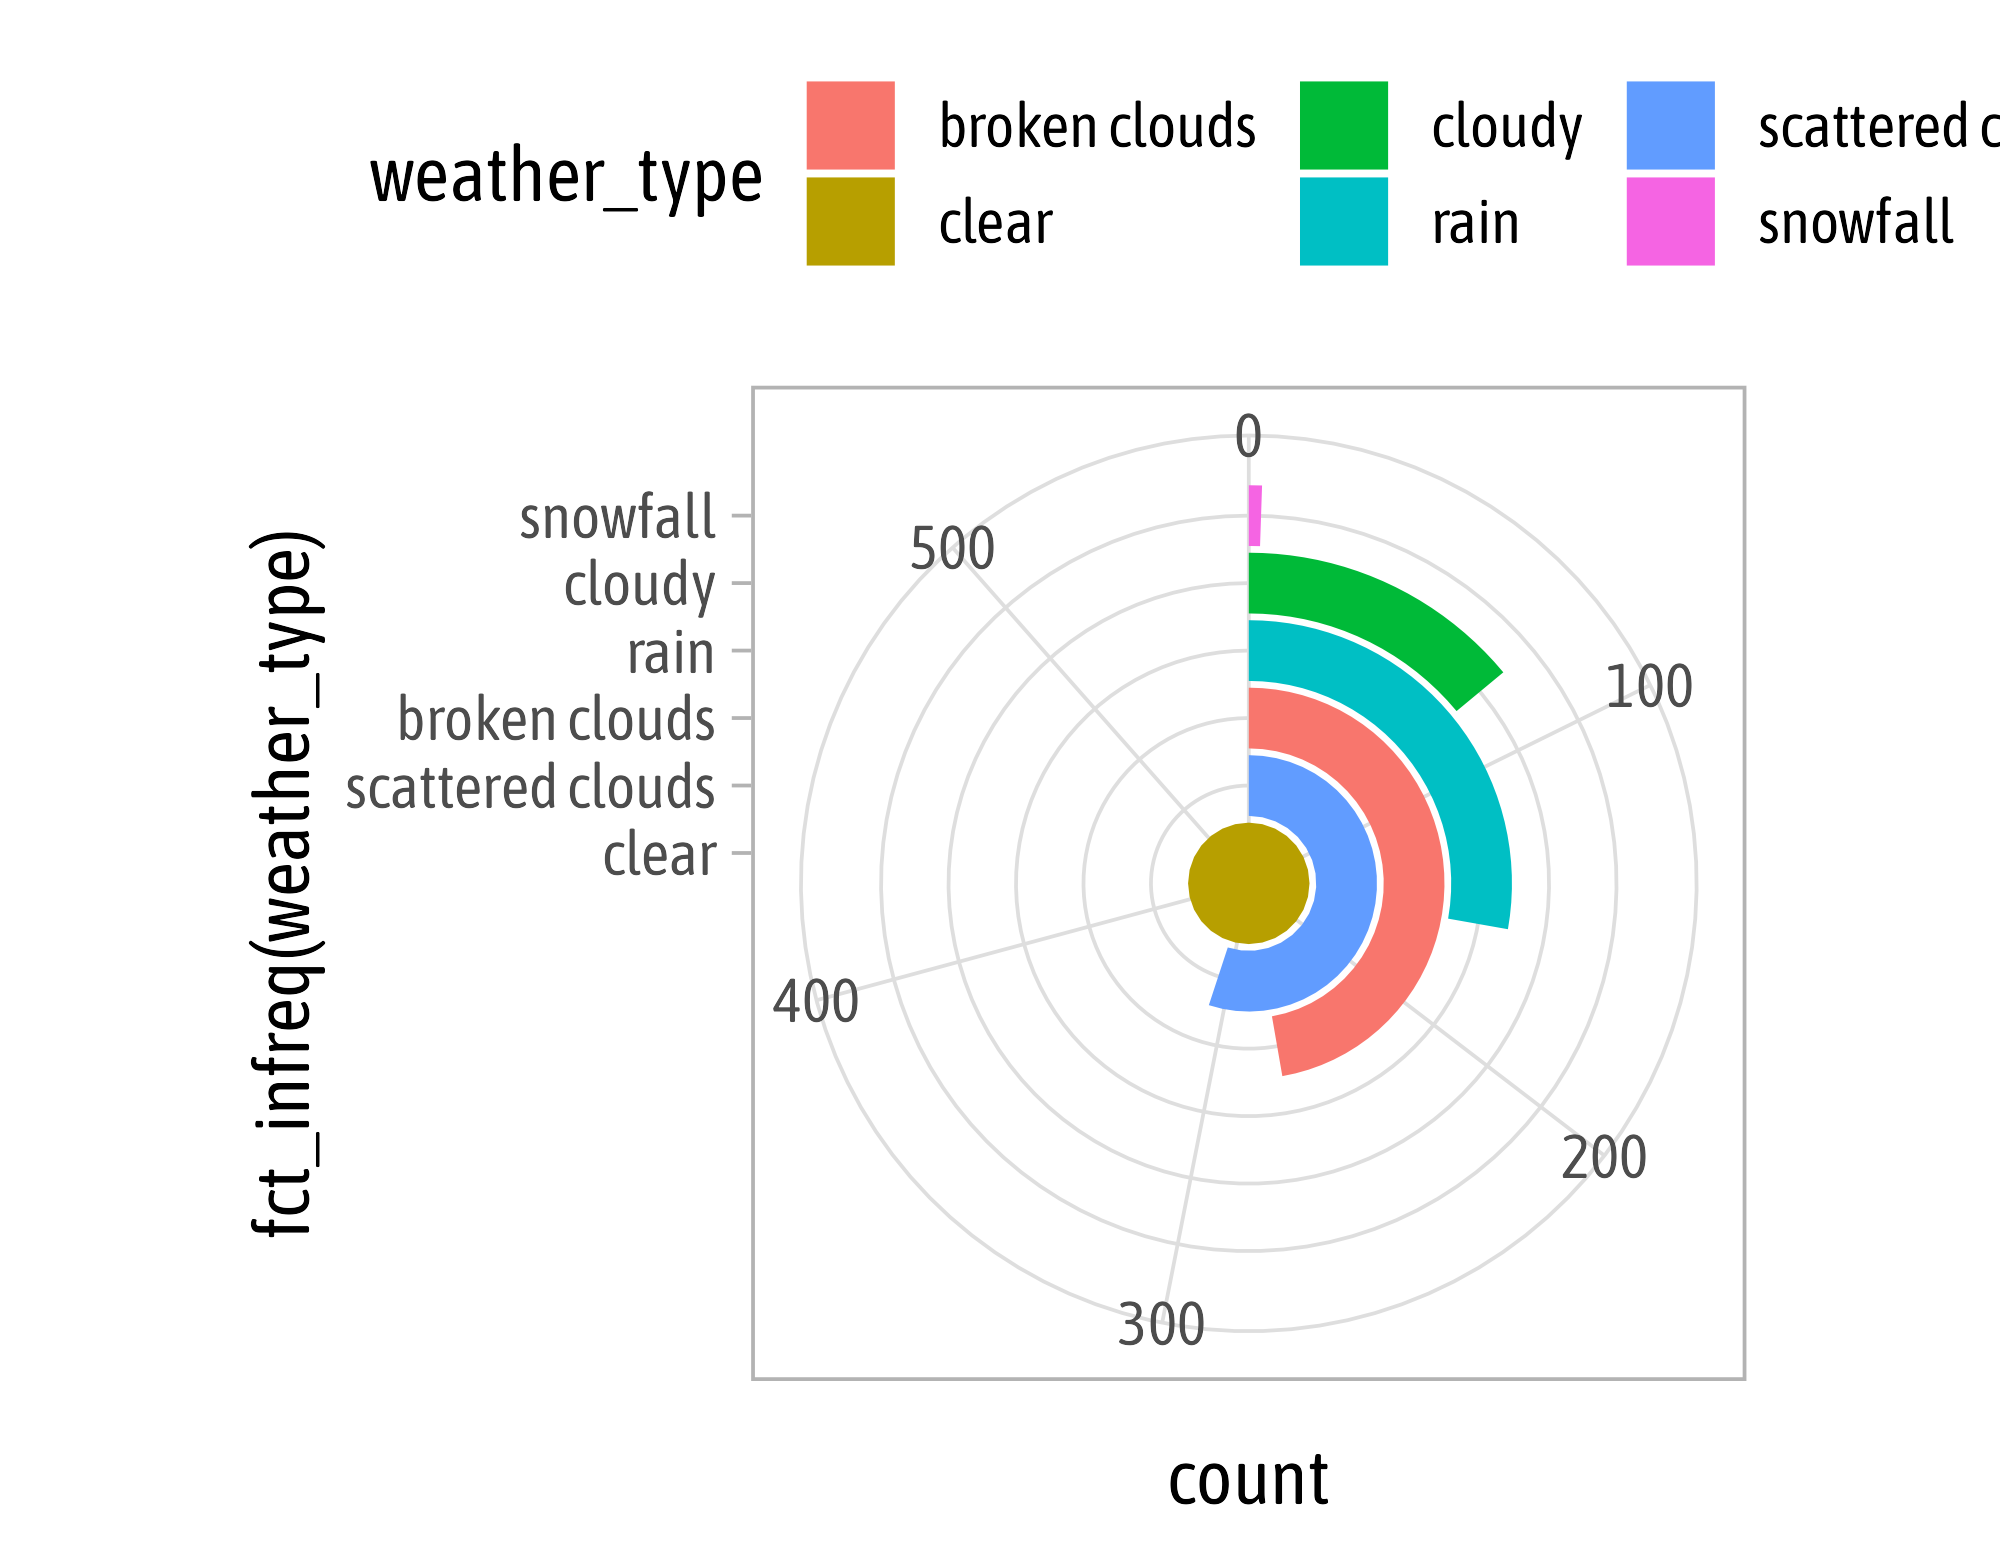 weather_type
broken clouds
cloudy
scattered c
clear
rain
snowfall
0
500
100
400
200
300
snowfall
cloudy
rain
broken clouds
scattered clouds
clear
fct_infreq(weather_type)
count